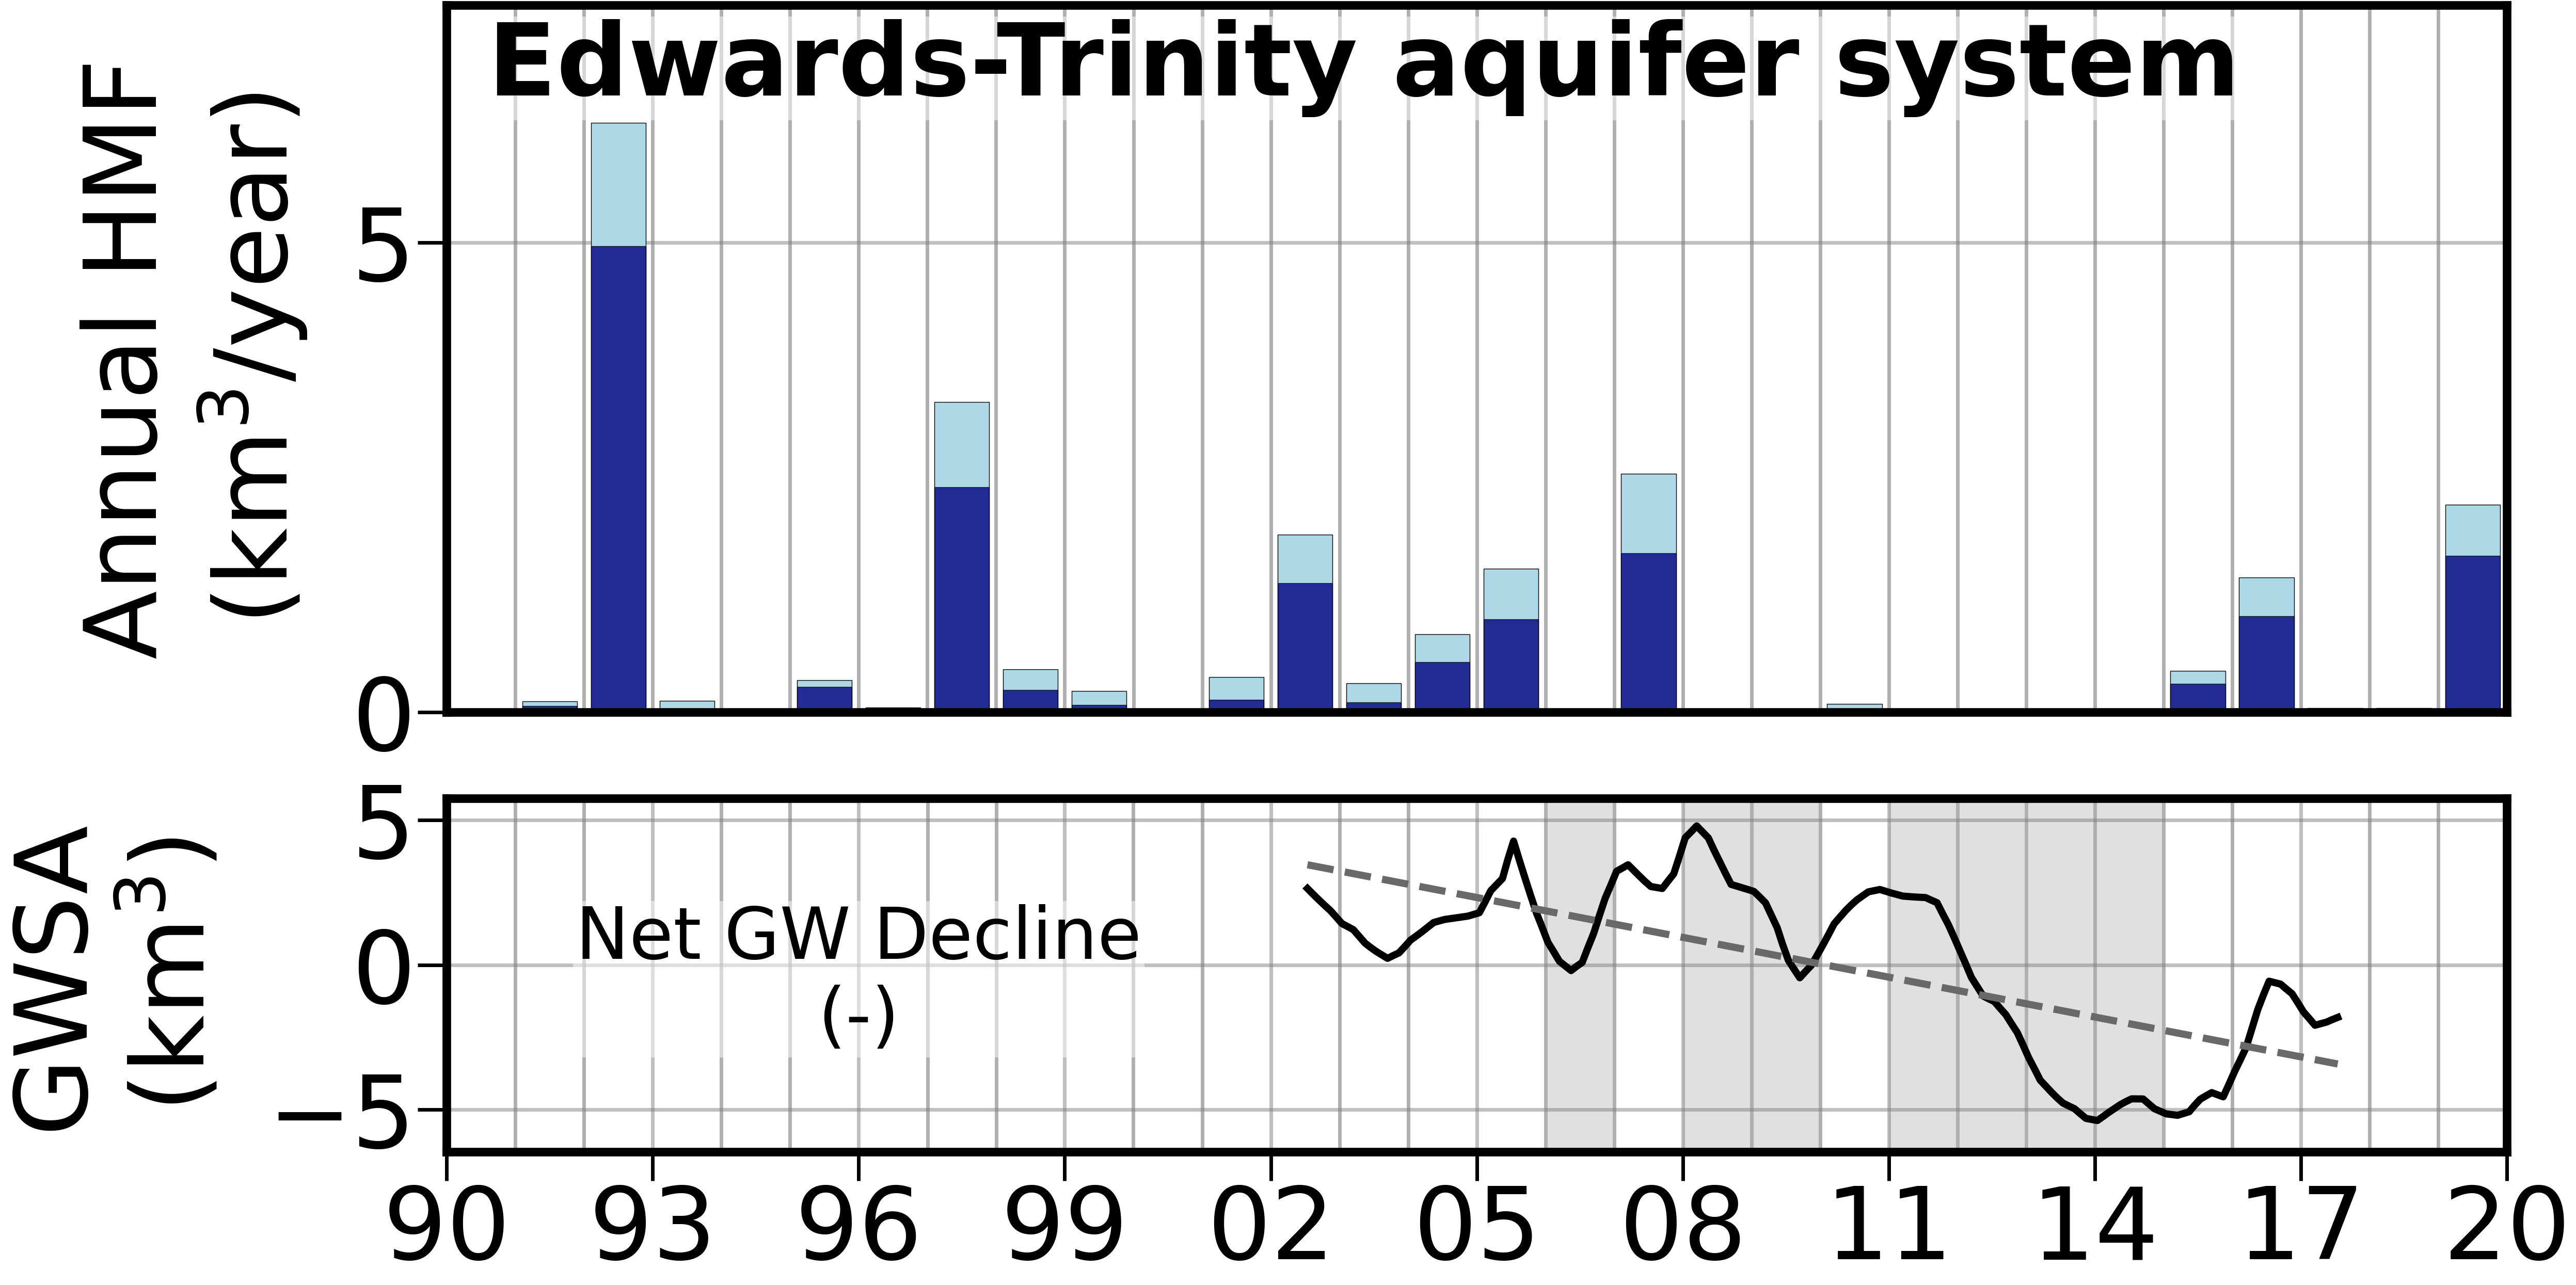 Edwards-Trinity aquifer system
Annual HMF
(km³/year)
5
0
GWSA
(km³)
5
0
−5
Net GW Decline
(-)
90 93 96 99 02 05 08 11 14 17 20